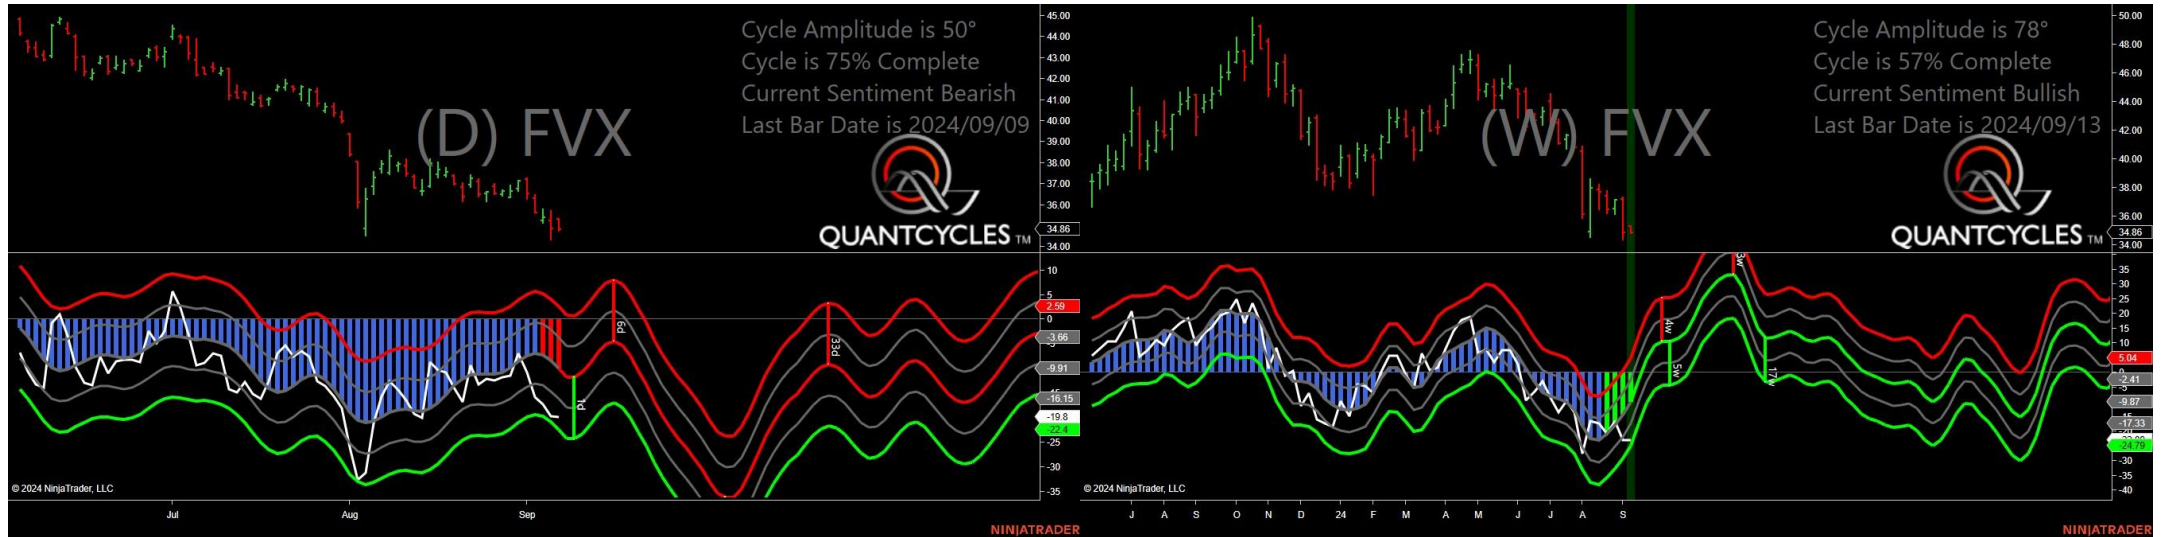 45.00
44.00
43.00
42.00
41.00
40.00
39.00
38.00
37.00
36.00
34.86
34.00
Cycle Amplitude is 50°
Cycle is 75% Complete
Current Sentiment Bearish
Last Bar Date is 2024/09/09
(D) FVX
QUANTCYCLES TM
10
5
2.59
0
-3.66
-9.91
-16.15
-19.8
-22.4
-25
-30
-35
6d
33d
1d
© 2024 NinjaTrader, LLC
Jul
Aug
Sep
NINJATRADER
50.00
48.00
46.00
44.00
42.00
40.00
38.00
36.00
34.86
34.00
Cycle Amplitude is 78°
Cycle is 57% Complete
Current Sentiment Bullish
Last Bar Date is 2024/09/13
(W) FVX
QUANTCYCLES TM
35
30
25
20
15
10
5.04
-2.41
-9.87
-17.33
-24.79
-30
-35
-40
4w
5w
17w
© 2024 NinjaTrader, LLC
J A S O N D 24 F M A M J J A S
NINJATRADER